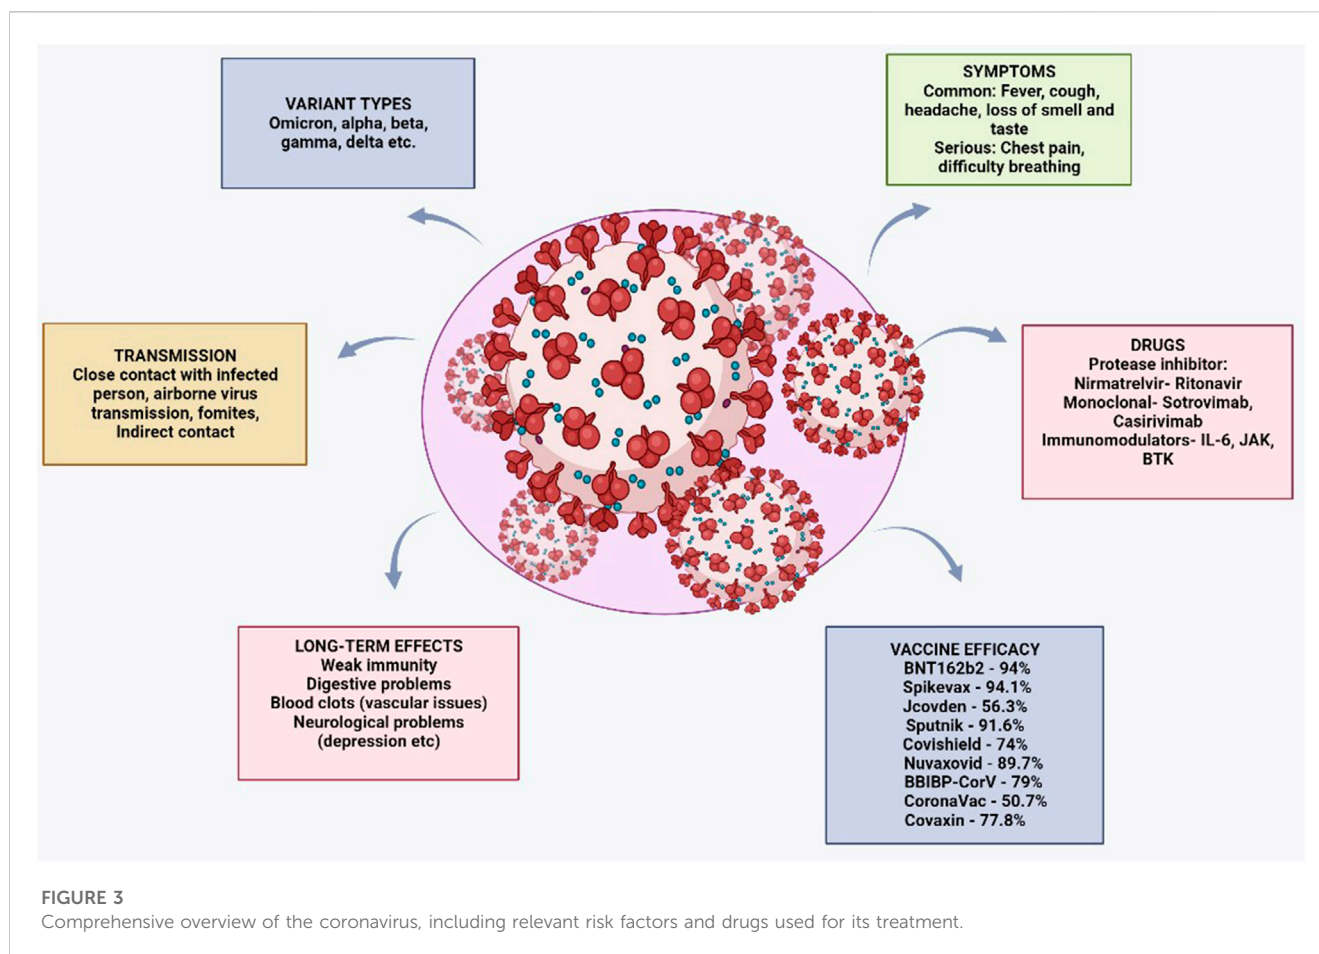 VARIANT TYPES
Omicron, alpha, beta,
gamma, delta etc.
SYMPTOMS
Common: Fever, cough,
headache, loss of smell and
taste
Serious: Chest pain,
difficulty breathing
TRANSMISSION
Close contact with infected
person, airborne virus
transmission, fomites,
Indirect contact
DRUGS
Protease inhibitor:
Nirmatrelvir- Ritonavir
Monoclonal- Sotrovimab,
Casirivimab
Immunomodulators- IL-6, JAK,
BTK
LONG-TERM EFFECTS
Weak immunity
Digestive problems
Blood clots (vascular issues)
Neurological problems
(depression etc)
VACCINE EFFICACY
BNT162b2 - 94%
Spikevax - 94.1%
Jcovden - 56.3%
Sputnik - 91.6%
Covishield - 74%
Nuvaxovid - 89.7%
BBIBP-CorV - 79%
CoronaVac - 50.7%
Covaxin - 77.8%
FIGURE 3
Comprehensive overview of the coronavirus, including relevant risk factors and drugs used for its treatment.